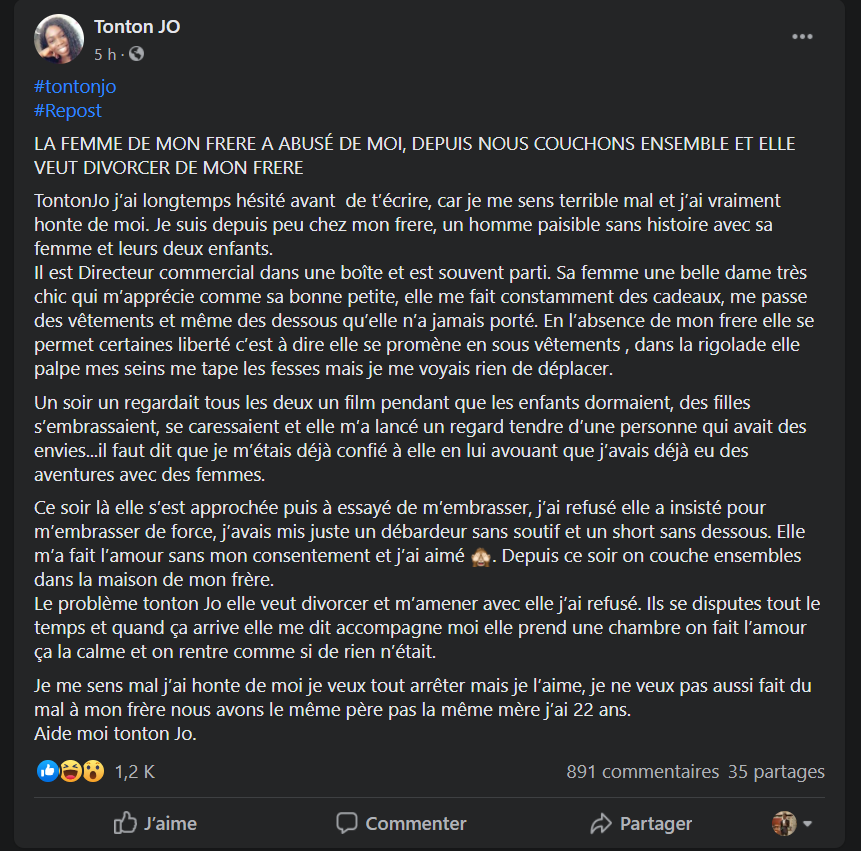 Tonton JO
5 h ·
#tontonjo
#Repost
LA FEMME DE MON FRERE A ABUSÉ DE MOI, DEPUIS NOUS COUCHONS ENSEMBLE ET ELLE
VEUT DIVORCER DE MON FRERE
TontonJo j’ai longtemps hésité avant de t’écrire, car je me sens terrible mal et j’ai vraiment
honte de moi. Je suis depuis peu chez mon frere, un homme paisible sans histoire avec sa
femme et leurs deux enfants.
Il est Directeur commercial dans une boîte et est souvent parti. Sa femme une belle dame très
chic qui m’apprécie comme sa bonne petite, elle me fait constamment des cadeaux, me passe
des vêtements et même des dessous qu’elle n’a jamais porté. En l’absence de mon frere elle se
permet certaines liberté c’est à dire elle se promène en sous vêtements , dans la rigolade elle
palpe mes seins me tape les fesses mais je me voyais rien de déplacer.
Un soir un regardait tous les deux un film pendant que les enfants dormaient, des filles
s’embrassaient, se caressaient et elle m’a lancé un regard tendre d’une personne qui avait des
envies...il faut dit que je m’étais déjà confié à elle en lui avouant que j’avais déjà eu des
aventures avec des femmes.
Ce soir là elle s’est approchée puis à essayé de m’embrasser, j’ai refusé elle a insisté pour
m’embrasser de force, j’avais mis juste un débardeur sans soutif et un short sans dessous. Elle
m’a fait l’amour sans mon consentement et j’ai aimé 🙈. Depuis ce soir on couche ensembles
dans la maison de mon frère.
Le problème tonton Jo elle veut divorcer et m’amener avec elle j’ai refusé. Ils se disputes tout le
temps et quand ça arrive elle me dit accompagne moi elle prend une chambre on fait l’amour
ça la calme et on rentre comme si de rien n’était.
Je me sens mal j’ai honte de moi je veux tout arrêter mais je l’aime, je ne veux pas aussi fait du
mal à mon frère nous avons le même père pas la même mère j’ai 22 ans.
Aide moi tonton Jo.
1,2 K 891 commentaires 35 partages
J’aime Commenter Partager